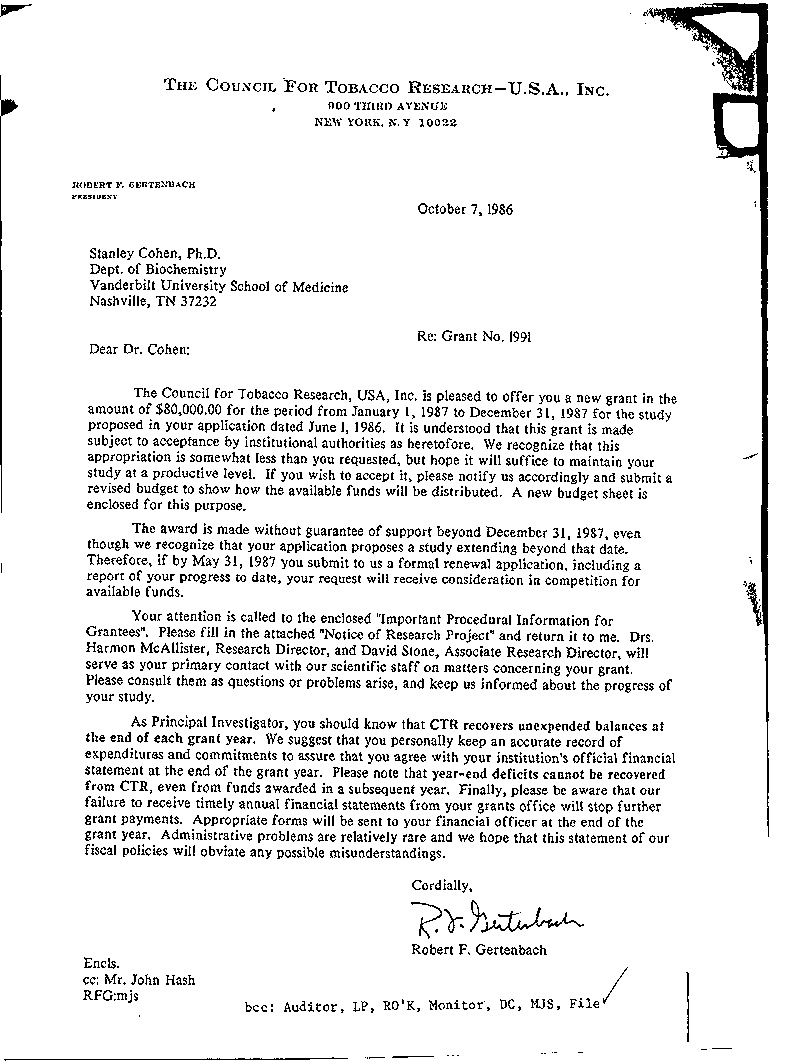 THE COUNCIL FOR TOBACCO RESEARCH—U.S.A., INC.
900 THIRD AVENUE
NEW YORK, N.Y 10022
ROBERT F. GERTENBACH
PRESIDENT
October 7, 1986
Stanley Cohen, Ph.D.
Dept. of Biochemistry
Vanderbilt University School of Medicine
Nashville, TN 37232
Re: Grant No. 1991
Dear Dr. Cohen:
The Council for Tobacco Research, USA, Inc. is pleased to offer you a new grant in the
amount of $80,000.00 for the period from January 1, 1987 to December 31, 1987 for the study
proposed in your application dated June 1, 1986. It is understood that this grant is made
subject to acceptance by institutional authorities as heretofore. We recognize that this
appropriation is somewhat less than you requested, but hope it will suffice to maintain your
study at a productive level. If you wish to accept it, please notify us accordingly and submit a
revised budget to show how the available funds will be distributed. A new budget sheet is
enclosed for this purpose.
The award is made without guarantee of support beyond December 31, 1987, even
though we recognize that your application proposes a study extending beyond that date.
Therefore, if by May 31, 1987 you submit to us a formal renewal application, including a
report of your progress to date, your request will receive consideration in competition for
available funds.
Your attention is called to the enclosed "Important Procedural Information for
Grantees". Please fill in the attached "Notice of Research Project" and return it to me. Drs.
Harmon McAllister, Research Director, and David Stone, Associate Research Director, will
serve as your primary contact with our scientific staff on matters concerning your grant.
Please consult them as questions or problems arise, and keep us informed about the progress of
your study.
As Principal Investigator, you should know that CTR recovers unexpended balances at
the end of each grant year. We suggest that you personally keep an accurate record of
expenditures and commitments to assure that you agree with your institution's official financial
statement at the end of the grant year. Please note that year-end deficits cannot be recovered
from CTR, even from funds awarded in a subsequent year. Finally, please be aware that our
failure to receive timely annual financial statements from your grants office will stop further
grant payments. Appropriate forms will be sent to your financial officer at the end of the
grant year. Administrative problems are relatively rare and we hope that this statement of our
fiscal policies will obviate any possible misunderstandings.
Cordially,
R. F. Gertenbach
Robert F. Gertenbach
Encls.
cc: Mr. John Hash
RFG:mjs
bcc: Auditor, LP, RO'K, Monitor, DC, MJS, File